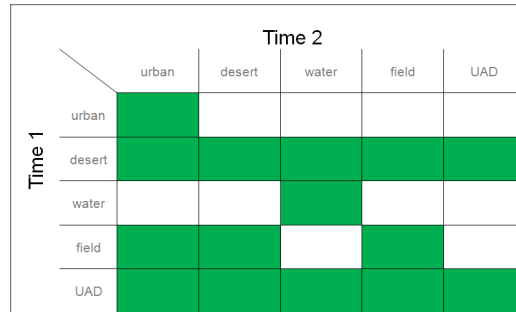 Time 2
urban desert water field UAD
Time 1
urban
desert
water
field
UAD